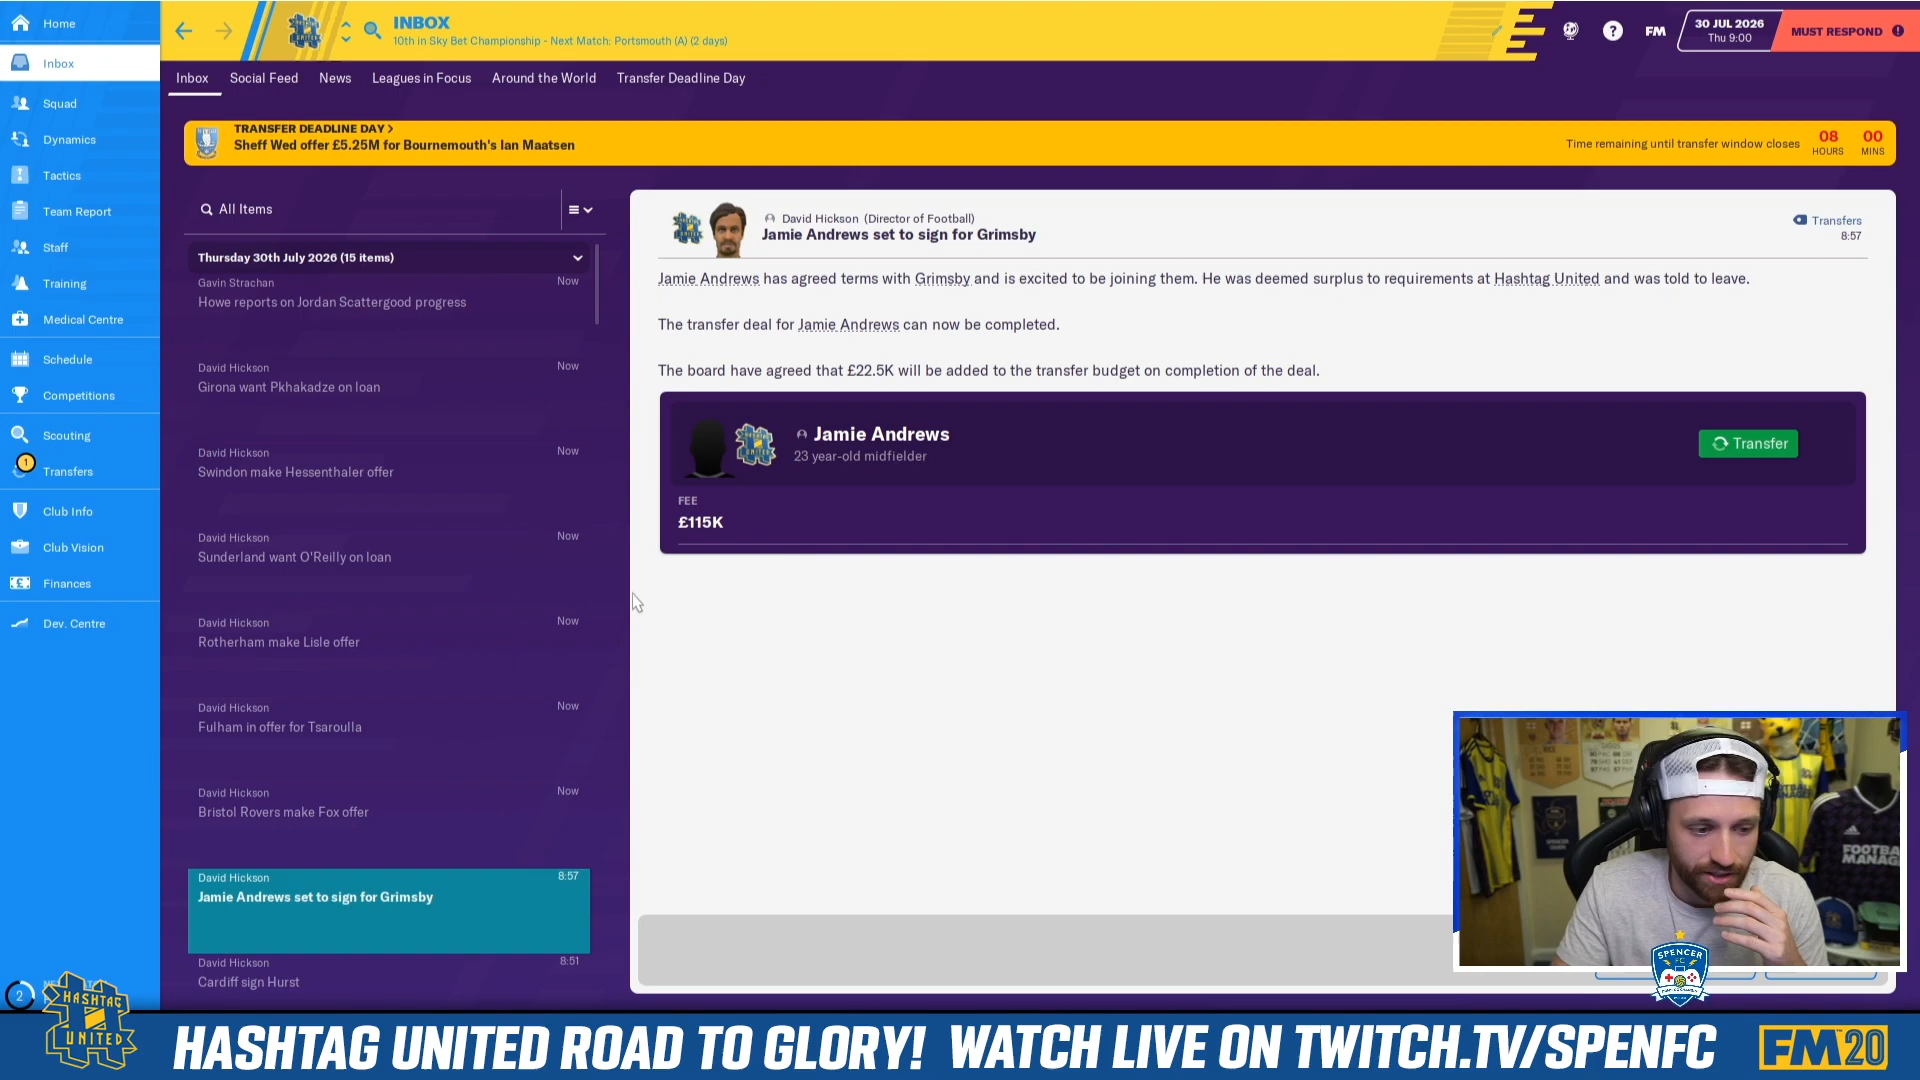 Home
Inbox
Squad
Dynamics
Tactics
Team Report
Staff
Training
Medical Centre
Schedule
Competitions
Scouting
1
Transfers
Club Info
Club Vision
Finances
Dev. Centre
2
INBOX
10th in Sky Bet Championship - Next Match: Portsmouth (A) (2 days)
? FM
30 JUL 2026
Thu 9:00
MUST RESPOND
Inbox Social Feed News Leagues in Focus Around the World Transfer Deadline Day
TRANSFER DEADLINE DAY >
Sheff Wed offer £5.25M for Bournemouth's Ian Maatsen
Time remaining until transfer window closes
08 00
HOURS MINS
All Items
Thursday 30th July 2026 (15 items)
Gavin Strachan Now
Howe reports on Jordan Scattergood progress
David Hickson Now
Girona want Pkhakadze on loan
David Hickson Now
Swindon make Hessenthaler offer
David Hickson Now
Sunderland want O'Reilly on loan
David Hickson Now
Rotherham make Lisle offer
David Hickson Now
Fulham in offer for Tsaroulla
David Hickson Now
Bristol Rovers make Fox offer
David Hickson 8:57
Jamie Andrews set to sign for Grimsby
David Hickson 8:51
Cardiff sign Hurst
David Hickson (Director of Football)
Jamie Andrews set to sign for Grimsby
Transfers
8:57
Jamie Andrews has agreed terms with Grimsby and is excited to be joining them. He was deemed surplus to requirements at Hashtag United and was told to leave.
The transfer deal for Jamie Andrews can now be completed.
The board have agreed that £22.5K will be added to the transfer budget on completion of the deal.
Jamie Andrews
23 year-old midfielder
Transfer
FEE
£115K
FOOTBA
MANAG
SPENCER
FC
HASHTAG
UNITED
HASHTAG UNITED ROAD TO GLORY! WATCH LIVE ON TWITCH.TV/SPENFC
FM20